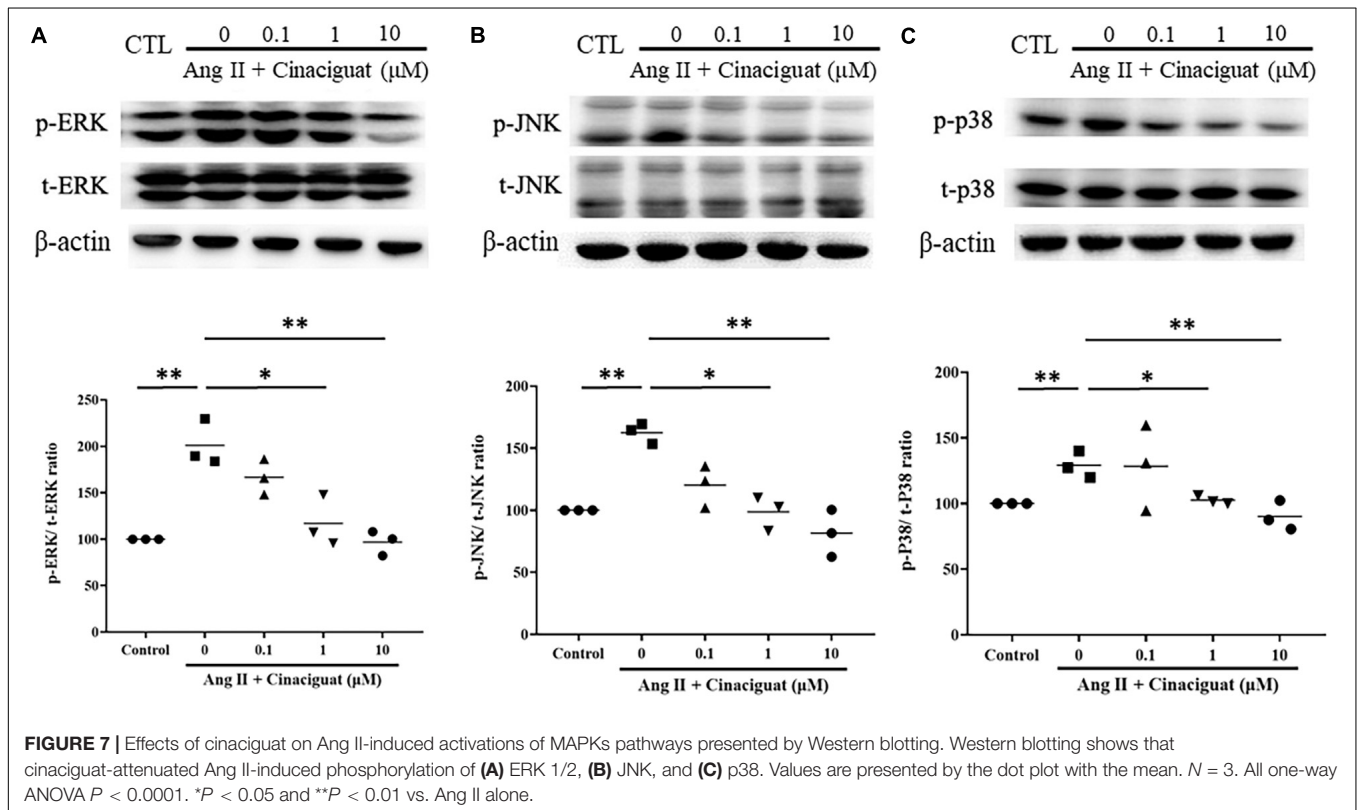 A
CTL 0 0.1 1 10
Ang II + Cinaciguat (μM)
p-ERK
t-ERK
β-actin
** 
** *
p-ERK/ t-ERK ratio
250
200
150
100
50
0
Control 0 0.1 1 10
Ang II + Cinaciguat (μM)
B
CTL 0 0.1 1 10
Ang II + Cinaciguat (μM)
p-JNK
t-JNK
β-actin
**
** *
p-JNK/ t-JNK ratio
200
150
100
50
0
Control 0 0.1 1 10
Ang II + Cinaciguat (μM)
C
CTL 0 0.1 1 10
Ang II + Cinaciguat (μM)
p-p38
t-p38
β-actin
**
** *
p-P38/ t-P38 ratio
200
150
100
50
0
Control 0 0.1 1 10
Ang II + Cinaciguat (μM)
FIGURE 7 | Effects of cinaciguat on Ang II-induced activations of MAPKs pathways presented by Western blotting. Western blotting shows that
cinaciguat-attenuated Ang II-induced phosphorylation of (A) ERK 1/2, (B) JNK, and (C) p38. Values are presented by the dot plot with the mean. N = 3. All one-way
ANOVA P < 0.0001. *P < 0.05 and **P < 0.01 vs. Ang II alone.